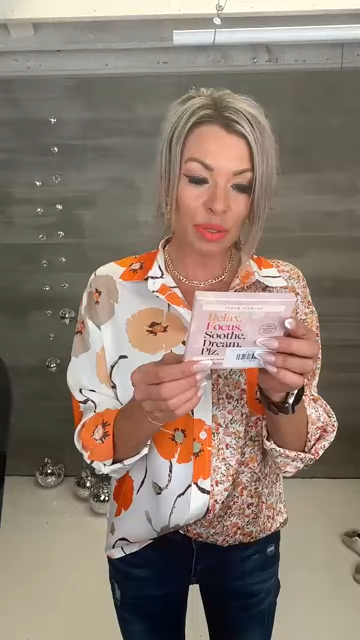 Relax.
Focus.
Soothe.
Dream.
Plz.